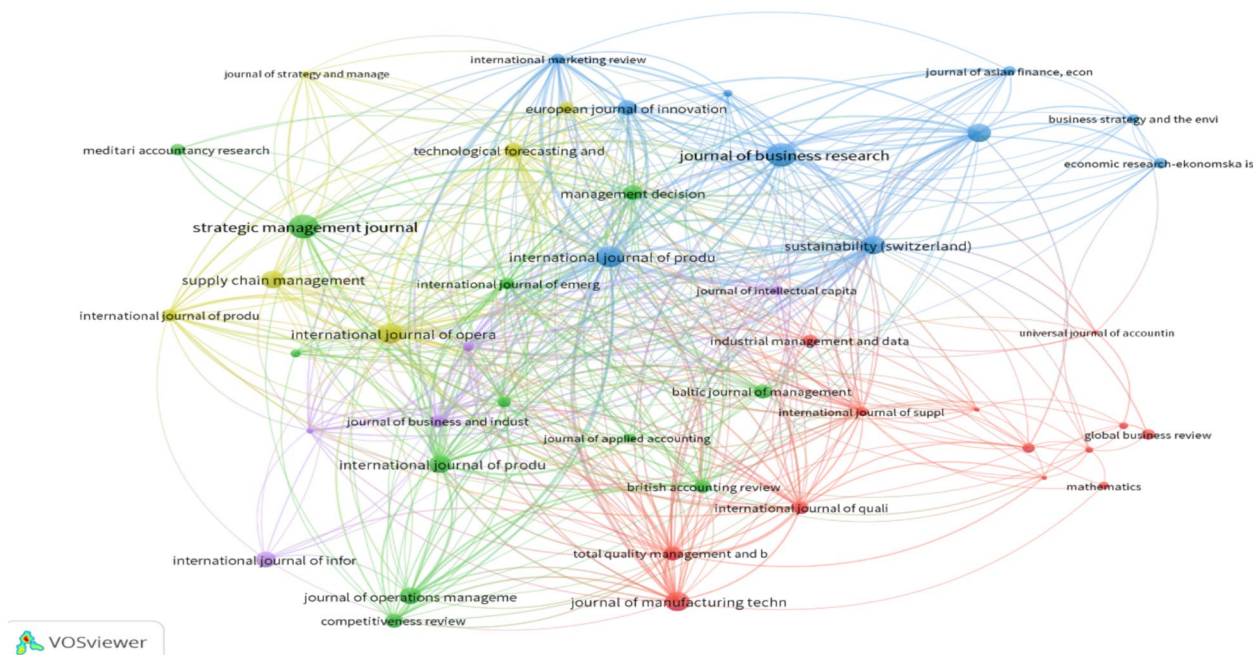 international marketing review
journal of strategy and manage
journal of asian finance, econ
european journal of innovation
business strategy and the envi
meditari accountancy research
technological forecasting and
journal of business research
economic research-ekonomska is
management decision
strategic management journal
sustainability (switzerland)
international journal of produ
supply chain management
international journal of emerg
journal of intellectual capita
international journal of produ
international journal of opera
universal journal of accountin
industrial management and data
baltic journal of management
international journal of suppl
journal of business and indust
journal of applied accounting
global business review
international journal of produ
british accounting review
mathematics
international journal of quali
total quality management and b
international journal of infor
journal of operations manageme
journal of manufacturing techn
competitiveness review
VOSviewer